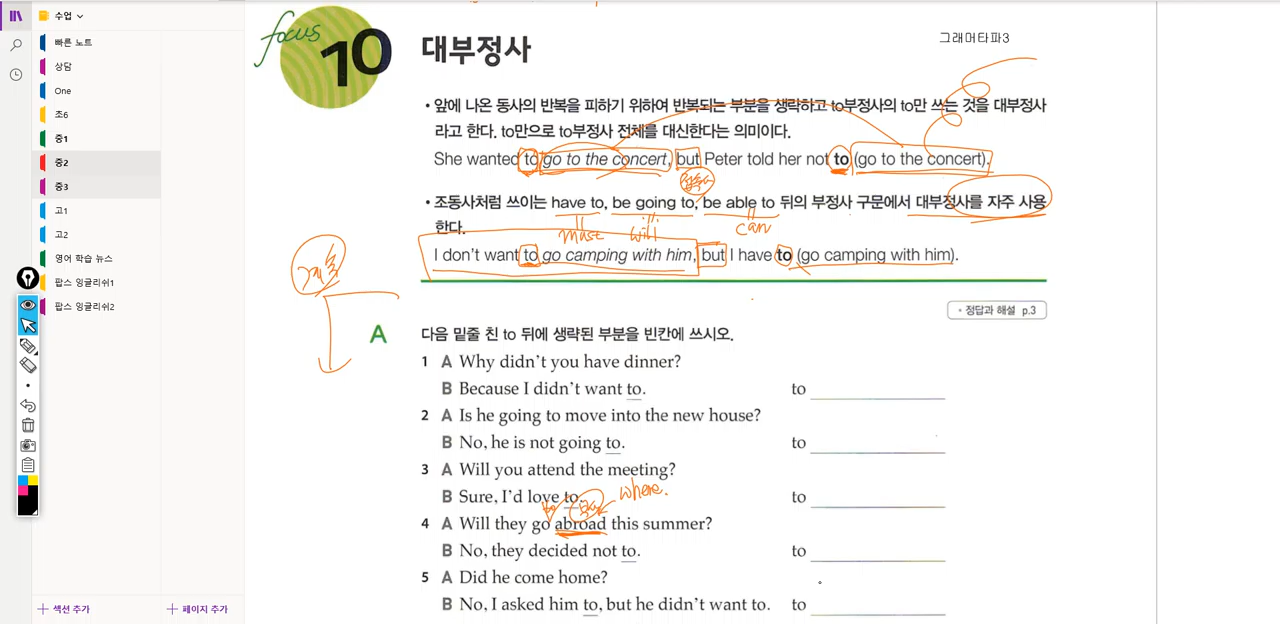 수업
빠른 노트
상담
One
초6
중1
중2
중3
고1
고2
영어 학습 뉴스
팝스 잉글리쉬1
팝스 잉글리쉬2
섹션 추가
페이지 추가
focus
10
대부정사
그래머타파3
• 앞에 나온 동사의 반복을 피하기 위하여 반복되는 부분을 생략하고 to부정사의 to만 쓰는 것을 대부정사
라고 한다. to만으로 to부정사 전체를 대신한다는 의미이다.
She wanted to go to the concert, but Peter told her not to (go to the concert).
접속사
• 조동사처럼 쓰이는 have to, be going to, be able to 뒤의 부정사 구문에서 대부정사를 자주 사용
한다.
must will can
I don't want to go camping with him, but I have to (go camping with him).
• 정답과 해설 p.3
A 다음 밑줄 친 to 뒤에 생략된 부분을 빈칸에 쓰시오.
1 A Why didn't you have dinner?
B Because I didn't want to. to
2 A Is he going to move into the new house?
B No, he is not going to. to
3 A Will you attend the meeting?
B Sure, I'd love to. to
where.
4 A Will they go abroad this summer?
B No, they decided not to. to
5 A Did he come home?
B No, I asked him to, but he didn't want to. to